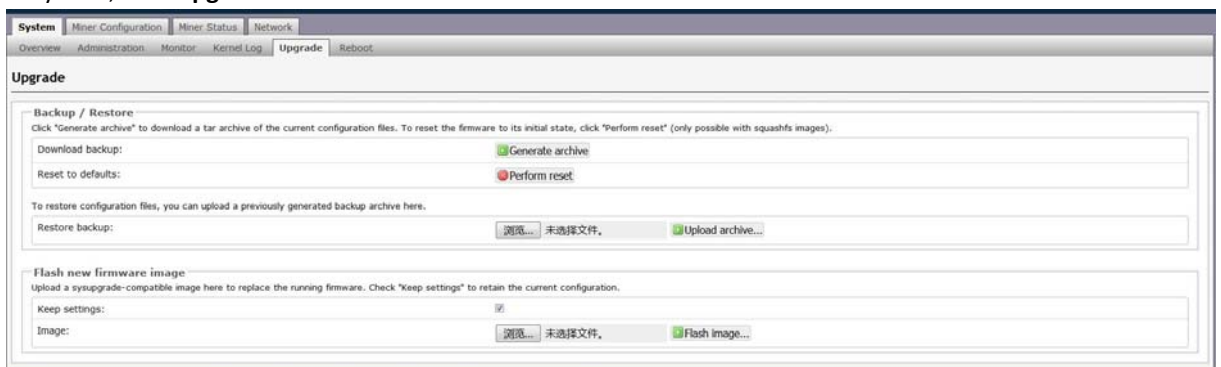 System Miner Configuration Miner Status Network
Overview Administration Monitor Kernel Log Upgrade Reboot
Upgrade
Backup / Restore
Click "Generate archive" to download a tar archive of the current configuration files. To reset the firmware to its initial state, click "Perform reset" (only possible with squashfs images).
Download backup: Generate archive
Reset to defaults: Perform reset
To restore configuration files, you can upload a previously generated backup archive here.
Restore backup: 浏览... 未选择文件。 Upload archive...
Flash new firmware image
Upload a sysupgrade-compatible image here to replace the running firmware. Check "Keep settings" to retain the current configuration.
Keep settings:
Image: 浏览... 未选择文件。 Flash image...